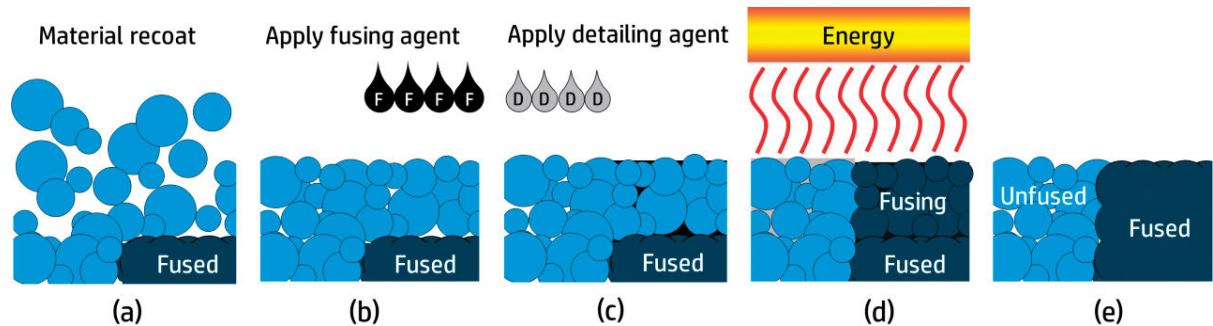 Material recoat
Apply fusing agent
Apply detailing agent
Energy
F F F F
D D D D
Fusing
Unfused
Fused
Fused
Fused
Fused
Fused
(a)
(b)
(c)
(d)
(e)